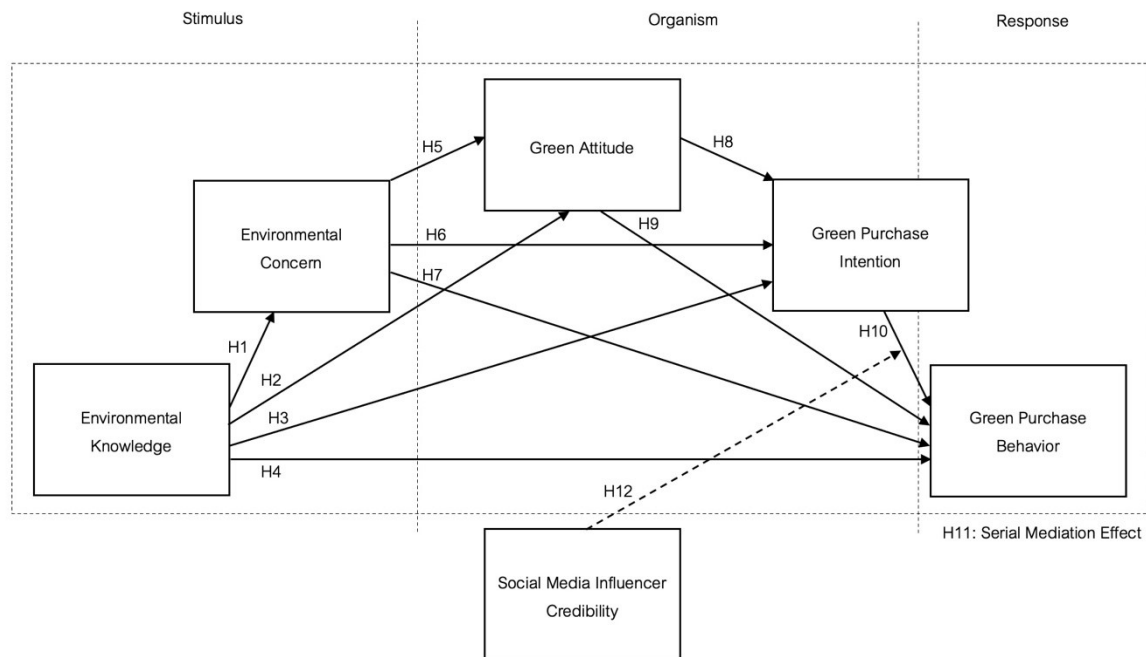 Stimulus
Organism
Response
H5
Green Attitude
H8
Environmental
Concern
H6
H9
Green Purchase
Intention
H7
H1
H10
H2
Environmental
Knowledge
H3
H4
Green Purchase
Behavior
H12
H11: Serial Mediation Effect
Social Media Influencer
Credibility